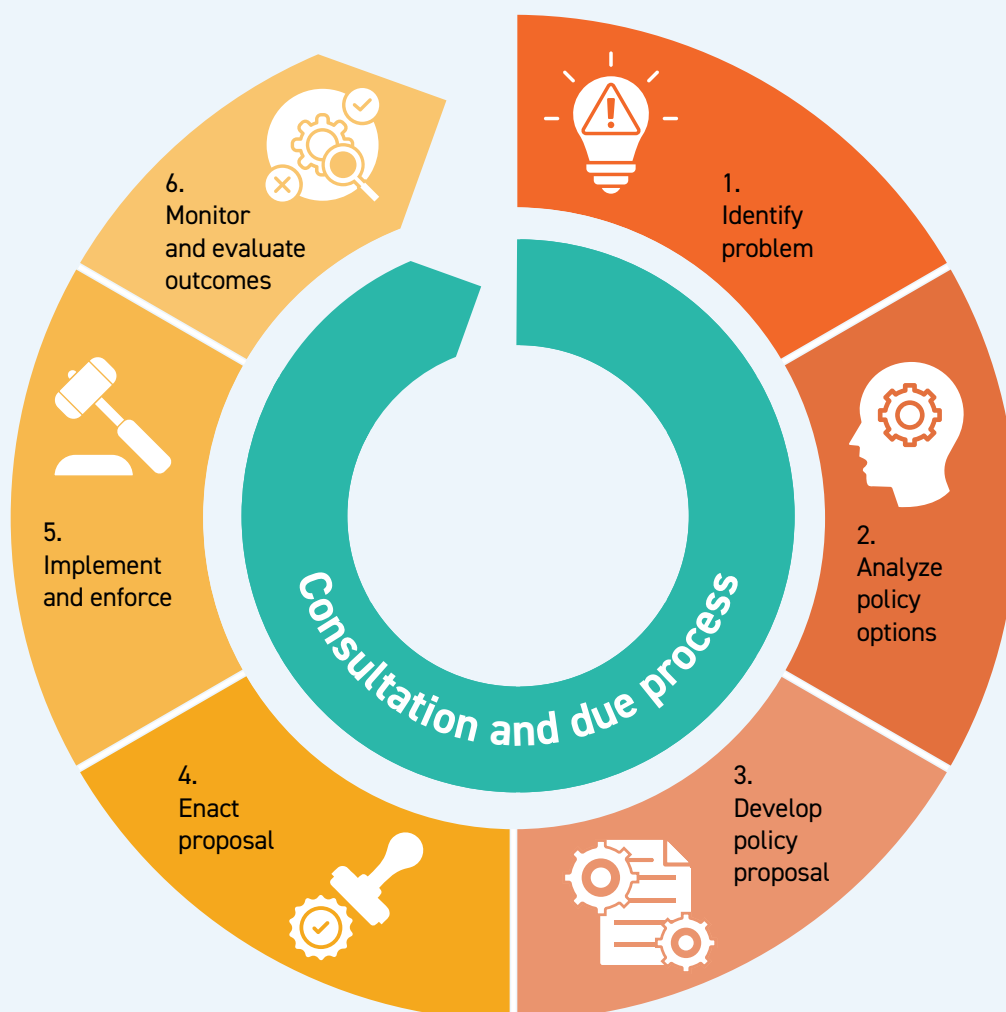 1.
Identify
problem
2.
Analyze
policy
options
3.
Develop
policy
proposal
4.
Enact
proposal
5.
Implement
and enforce
6.
Monitor
and evaluate
outcomes
Consultation and due process